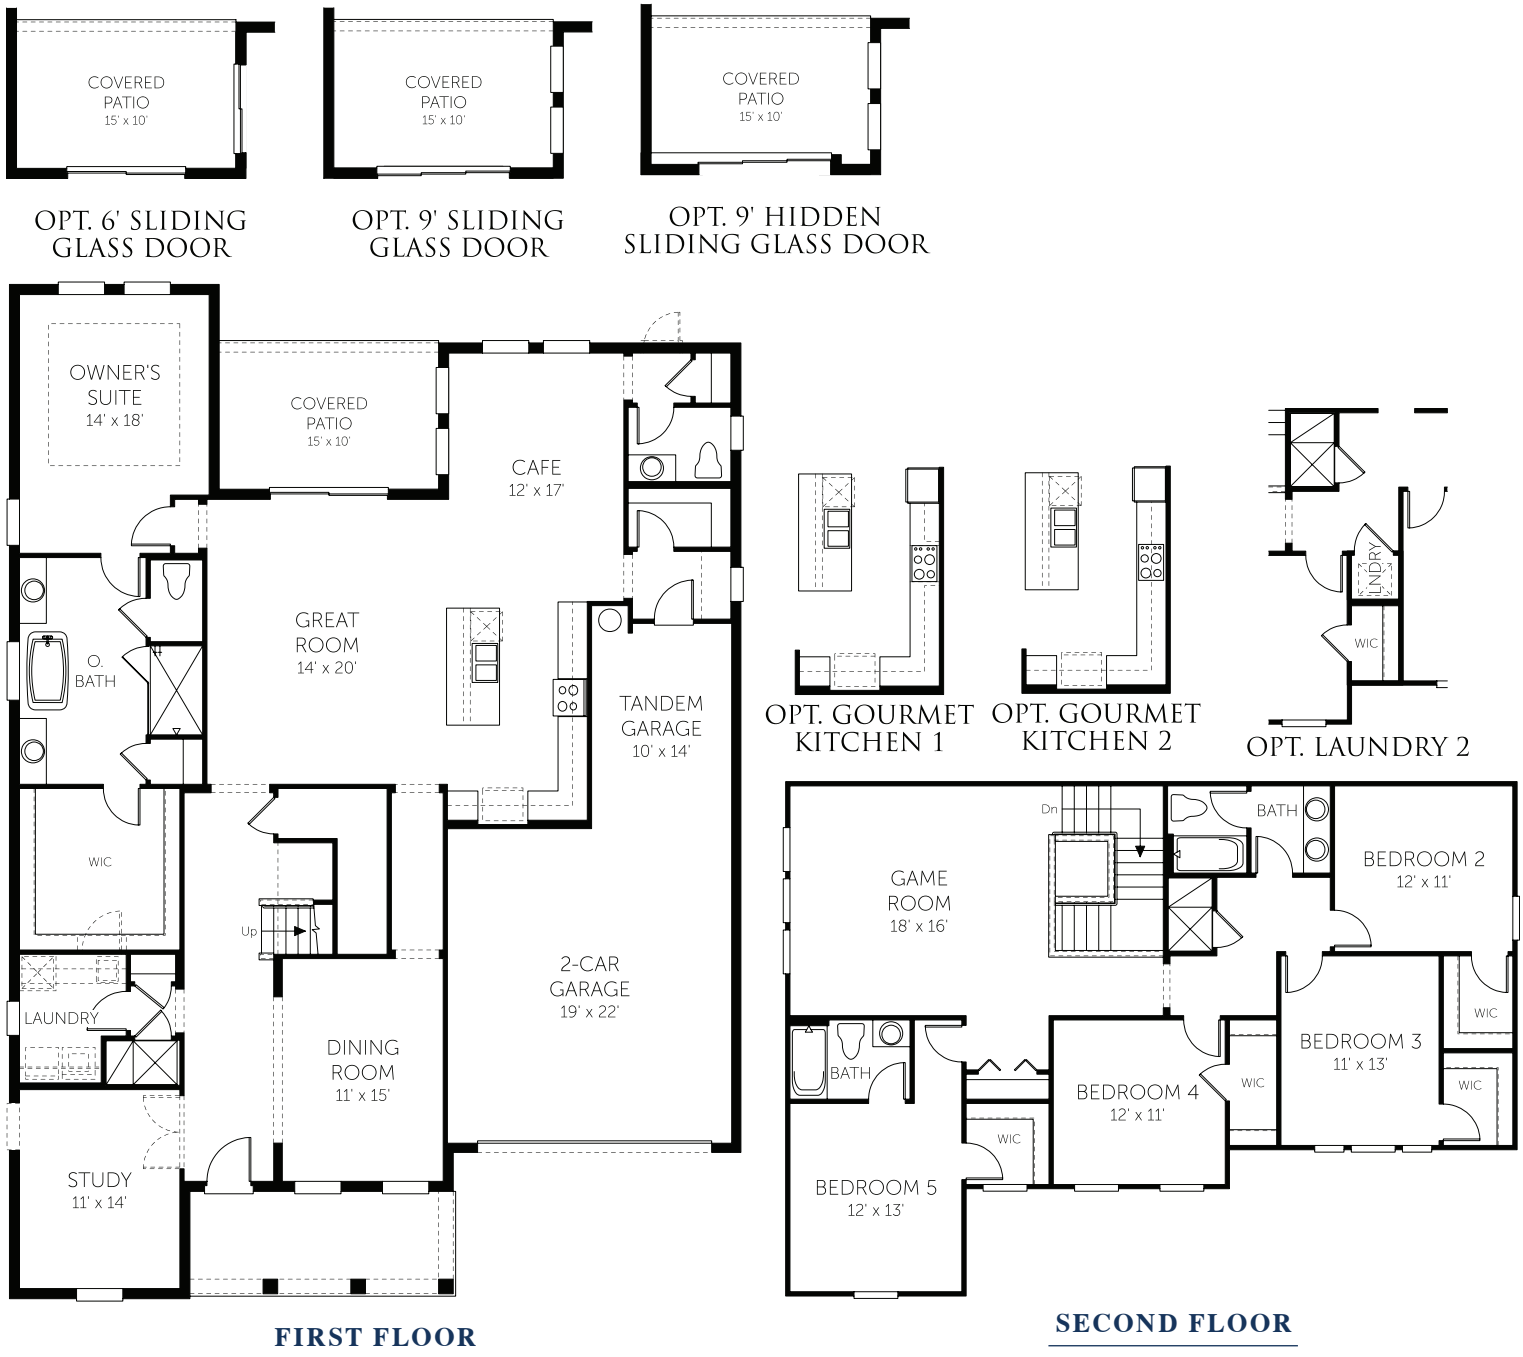 COVERED
PATIO
15' x 10'
OPT. 6' SLIDING
GLASS DOOR
COVERED
PATIO
15' x 10'
OPT. 9' SLIDING
GLASS DOOR
COVERED
PATIO
15' x 10'
OPT. 9' HIDDEN
SLIDING GLASS DOOR
OWNER'S
SUITE
14' x 18'
COVERED
PATIO
15' x 10'
CAFE
12' x 17'
GREAT
ROOM
14' x 20'
O.
BATH
TANDEM
GARAGE
10' x 14'
WIC
Up
2-CAR
GARAGE
19' x 22'
LAUNDRY
DINING
ROOM
11' x 15'
STUDY
11' x 14'
FIRST FLOOR
OPT. GOURMET
KITCHEN 1
OPT. GOURMET
KITCHEN 2
LNDRY
WIC
OPT. LAUNDRY 2
Dn
BATH
GAME
ROOM
18' x 16'
BEDROOM 2
12' x 11'
WIC
BEDROOM 3
11' x 13'
WIC
BATH
BEDROOM 4
12' x 11'
WIC
WIC
BEDROOM 5
12' x 13'
SECOND FLOOR